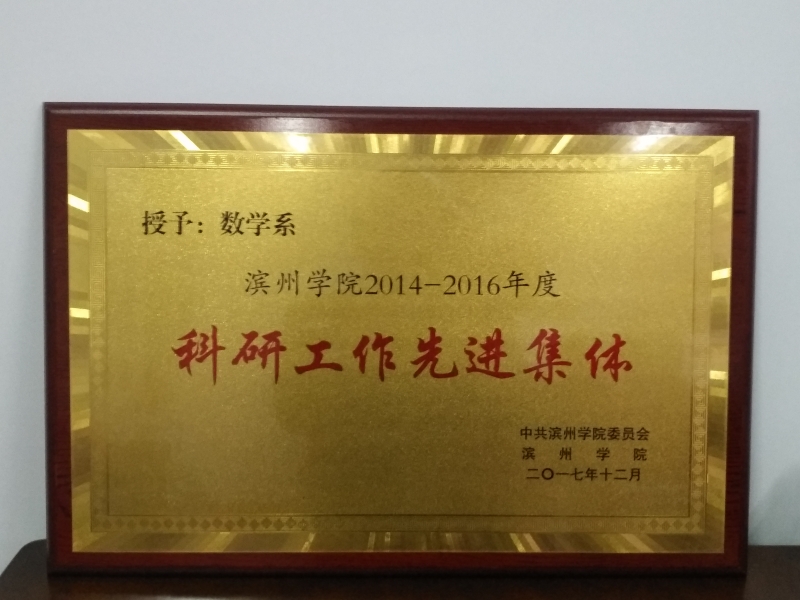 授予：数学系
滨州学院2014-2016年度
科研工作先进集体
中共滨州学院委员会
滨州学院
二〇一七年十二月